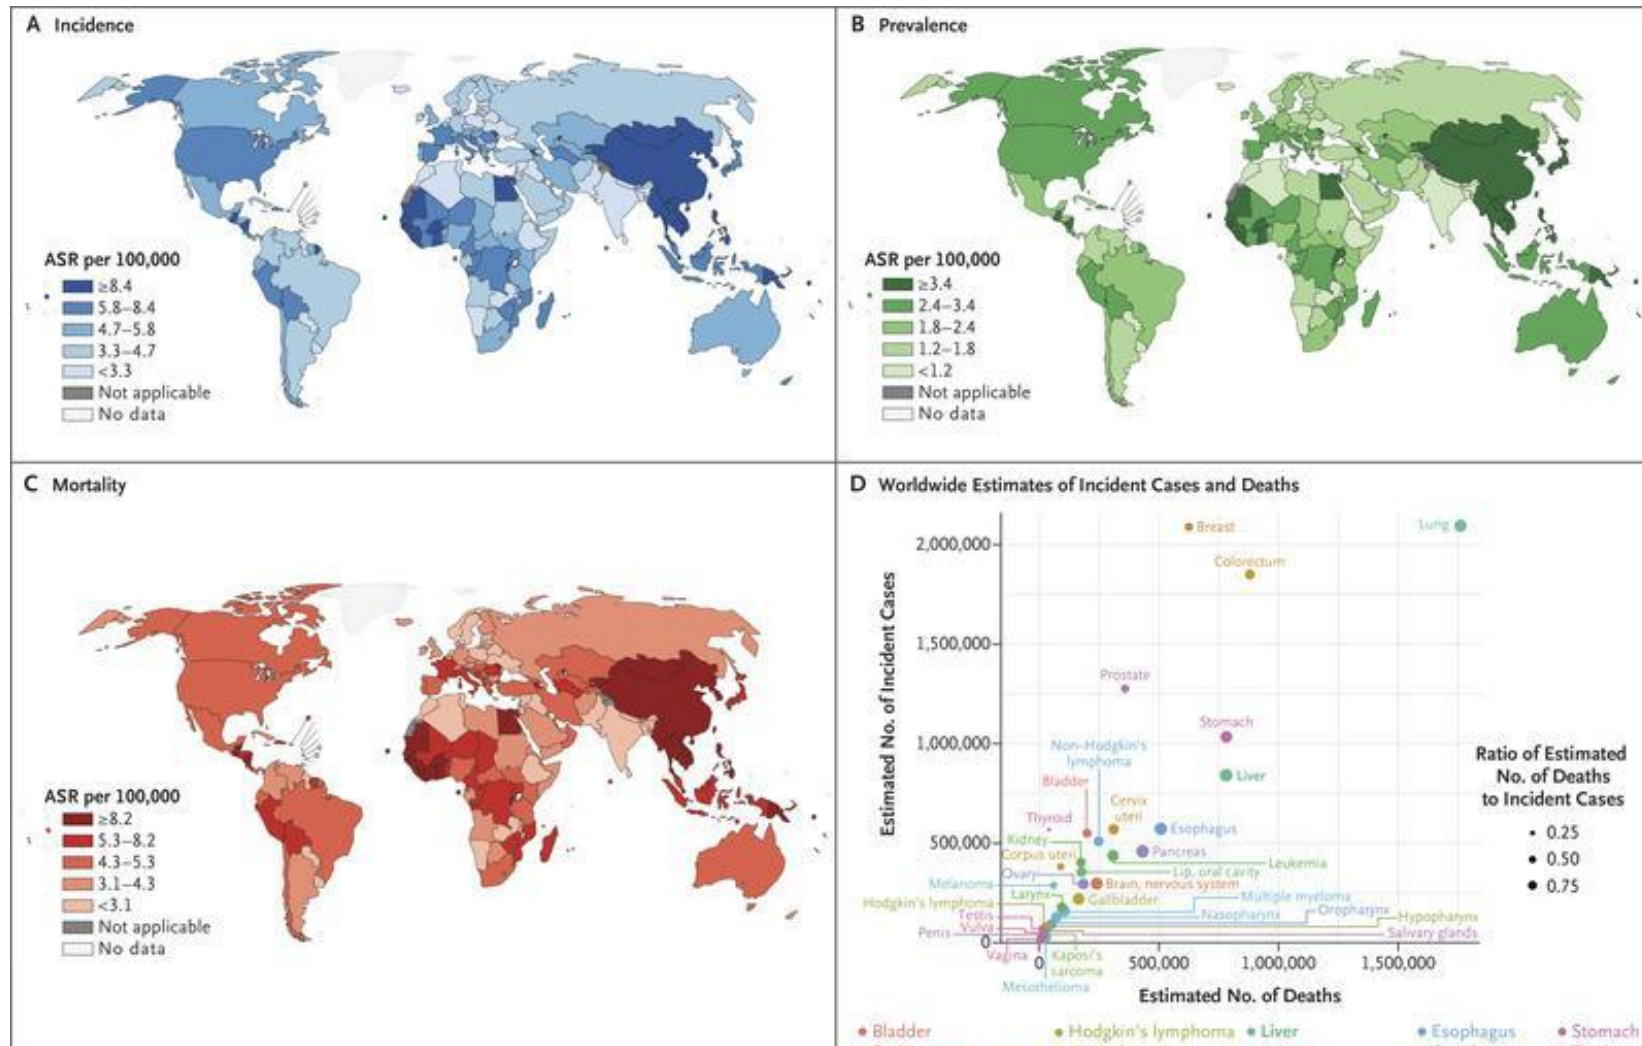 A Incidence
ASR per 100,000
≥8.4
5.8–8.4
4.7–5.8
3.3–4.7
<3.3
Not applicable
No data
B Prevalence
ASR per 100,000
≥3.4
2.4–3.4
1.8–2.4
1.2–1.8
<1.2
Not applicable
No data
C Mortality
ASR per 100,000
≥8.2
5.3–8.2
4.3–5.3
3.1–4.3
<3.1
Not applicable
No data
D Worldwide Estimates of Incident Cases and Deaths
Estimated No. of Incident Cases
2,000,000
1,500,000
1,000,000
500,000
0
Breast
Lung
Colorectum
Prostate
Stomach
Non-Hodgkin's
lymphoma
Liver
Bladder
Cervix
uteri
Thyroid
Esophagus
Kidney
Pancreas
Corpus uteri
Leukemia
Ovary
Lip, oral cavity
Melanoma
Brain, nervous system
Larynx
Gallbladder
Multiple myeloma
Hodgkin's lymphoma
Oropharynx
Testis
Nasopharynx
Hypopharynx
Vulva
Penis
Salivary glands
Vagina
Kaposi's
sarcoma
Mesothelioma
0
500,000
1,000,000
1,500,000
Estimated No. of Deaths
Ratio of Estimated
No. of Deaths
to Incident Cases
0.25
0.50
0.75
Bladder
Hodgkin's lymphoma
Liver
Esophagus
Stomach